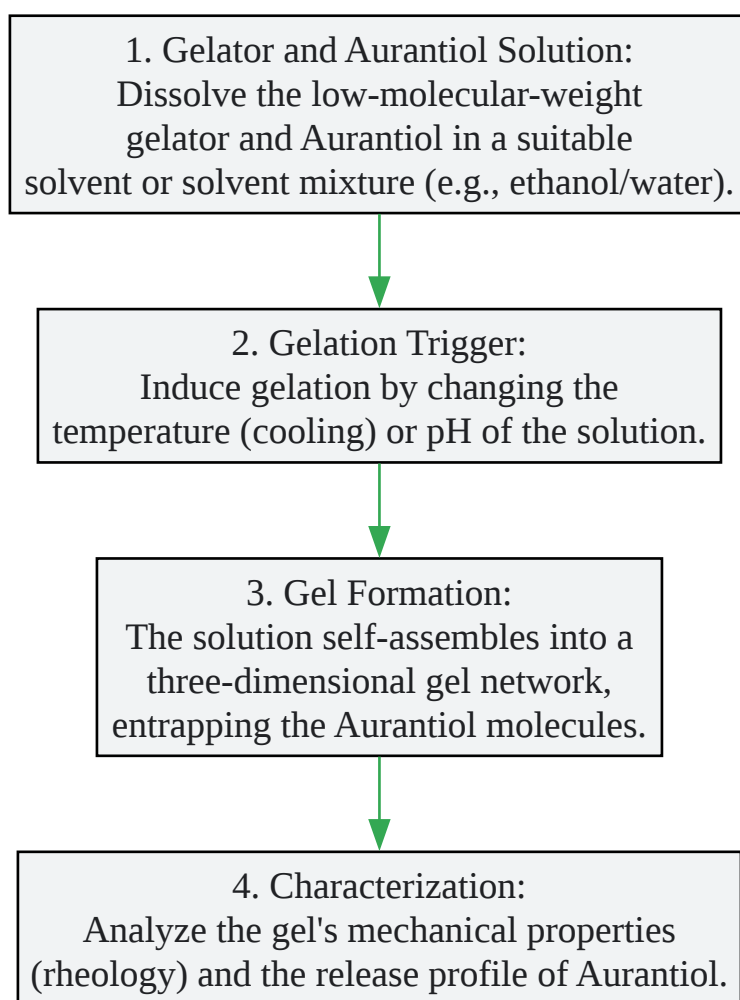 1. Gelator and Aurantiol Solution:
Dissolve the low-molecular-weight
gelator and Aurantiol in a suitable
solvent or solvent mixture (e.g., ethanol/water).
2. Gelation Trigger:
Induce gelation by changing the
temperature (cooling) or pH of the solution.
3. Gel Formation:
The solution self-assembles into a
three-dimensional gel network,
entrapping the Aurantiol molecules.
4. Characterization:
Analyze the gel's mechanical properties
(rheology) and the release profile of Aurantiol.